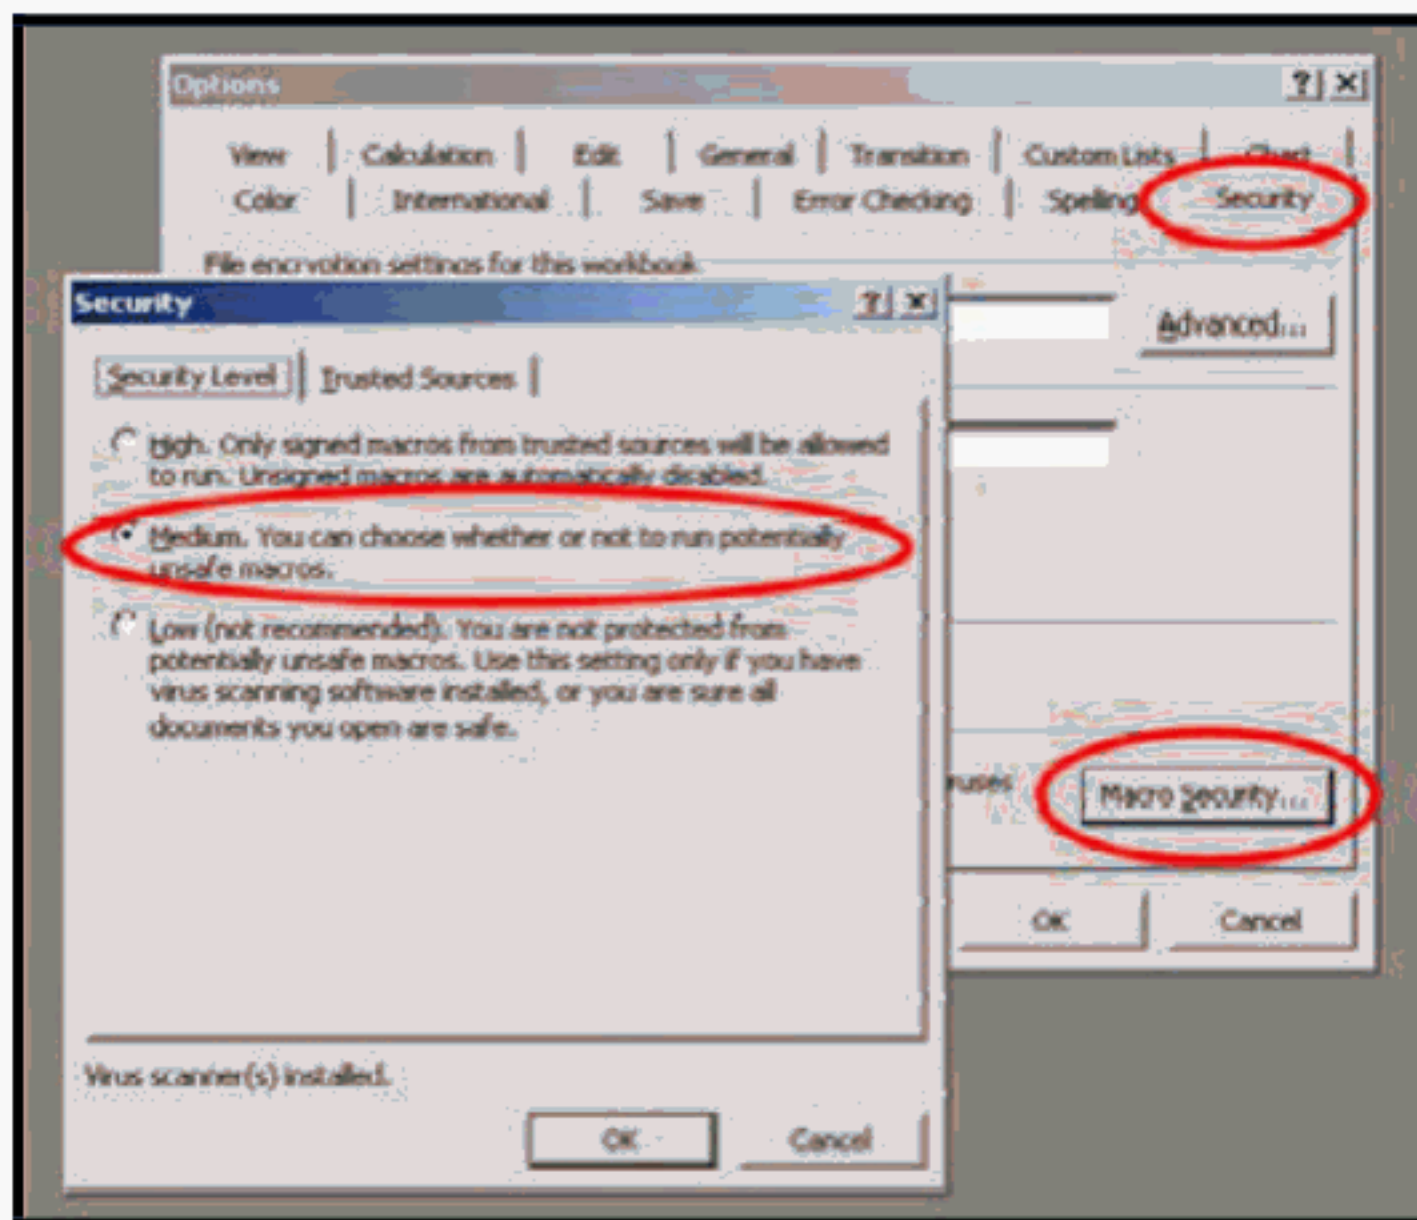 Options
View Calculation Edit General Transition Custom Lists Chart
Color International Save Error Checking Spelling Security
File encryption settings for this workbook
Advanced...
Security
Security Level Trusted Sources
High. Only signed macros from trusted sources will be allowed
to run. Unsigned macros are automatically disabled.
Medium. You can choose whether or not to run potentially
unsafe macros.
Low (not recommended). You are not protected from
potentially unsafe macros. Use this setting only if you have
virus scanning software installed, or you are sure all
documents you open are safe.
Virus scanner(s) installed.
OK Cancel
ruses
Macro Security...
OK Cancel